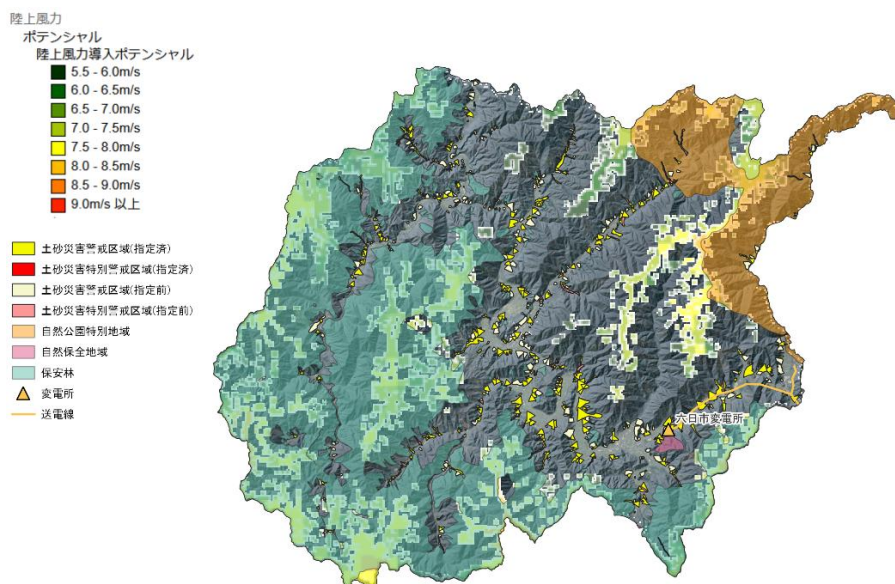 陸上風力
ポテンシャル
陸上風力導入ポテンシャル
5.5 - 6.0m/s
6.0 - 6.5m/s
6.5 - 7.0m/s
7.0 - 7.5m/s
7.5 - 8.0m/s
8.0 - 8.5m/s
8.5 - 9.0m/s
9.0m/s 以上
土砂災害警戒区域(指定済)
土砂災害特別警戒区域(指定済)
土砂災害警戒区域(指定前)
土砂災害特別警戒区域(指定前)
自然公園特別地域
自然保全地域
保安林
変電所
送電線
六日市変電所